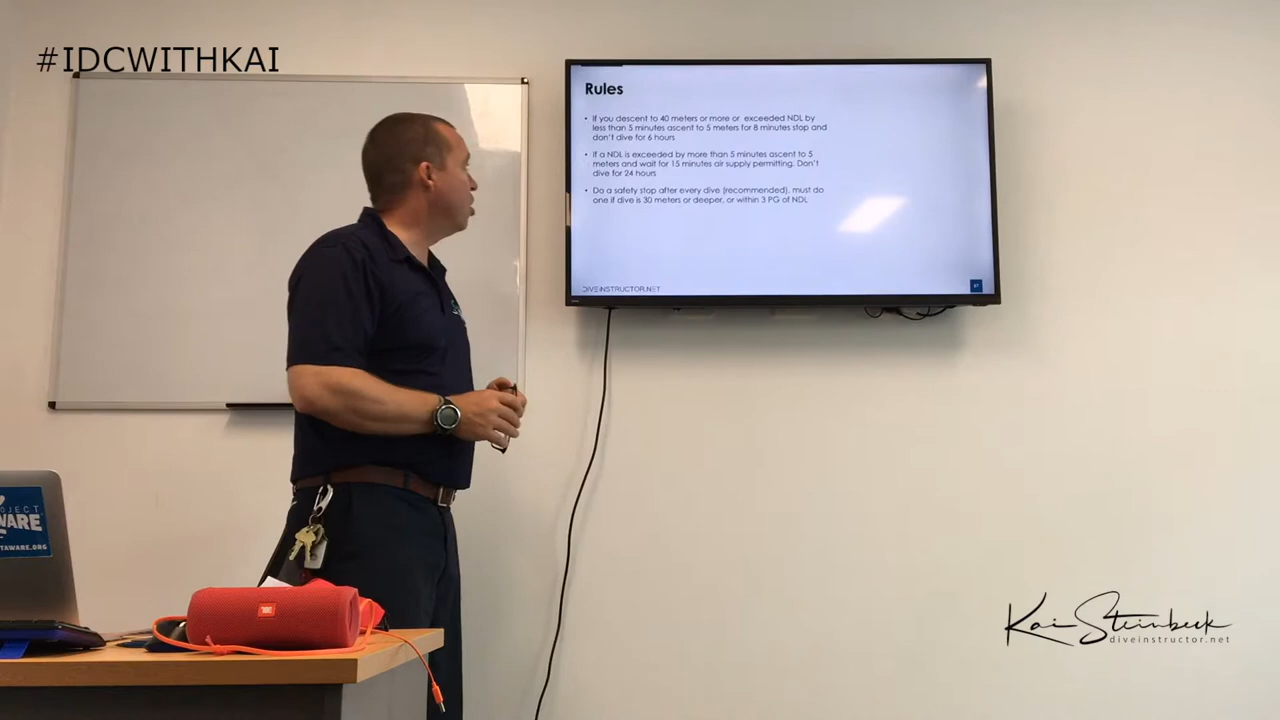 #IDCWITHKAI
Rules
• If you descent to 40 meters or more or exceeded NDL by
less than 5 minutes ascent to 5 meters for 8 minutes stop and
don't dive for 6 hours
• If a NDL is exceeded by more than 5 minutes ascent to 5
meters and wait for 15 minutes air supply permitting. Don't
dive for 24 hours
• Do a safety stop after every dive (recommended), must do
one if dive is 30 meters or deeper, or within 3 PG of NDL
DIVEINSTRUCTOR.NET
JBL
Kai Steinbeck
diveinstructor.net